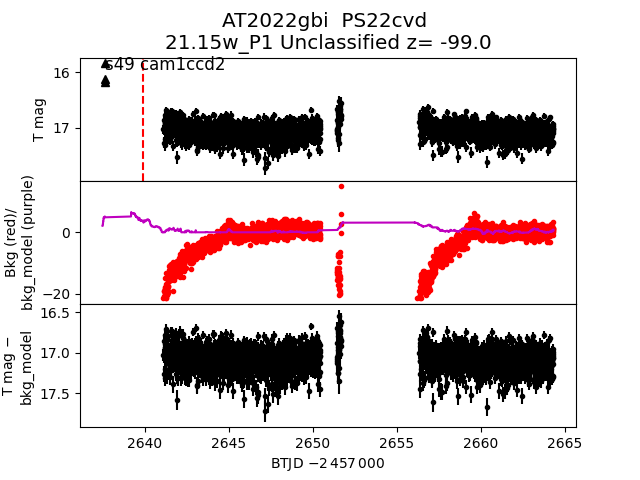 AT2022gbi  PS22cvd
21.15w_P1 Unclassified z= -99.0
s49 cam1ccd2
16
17
T mag
0
−20
Bkg (red)/
bkg_model (purple)
16.5
17.0
17.5
T mag −
bkg_model
2640
2645
2650
2655
2660
2665
BTJD −2 457 000